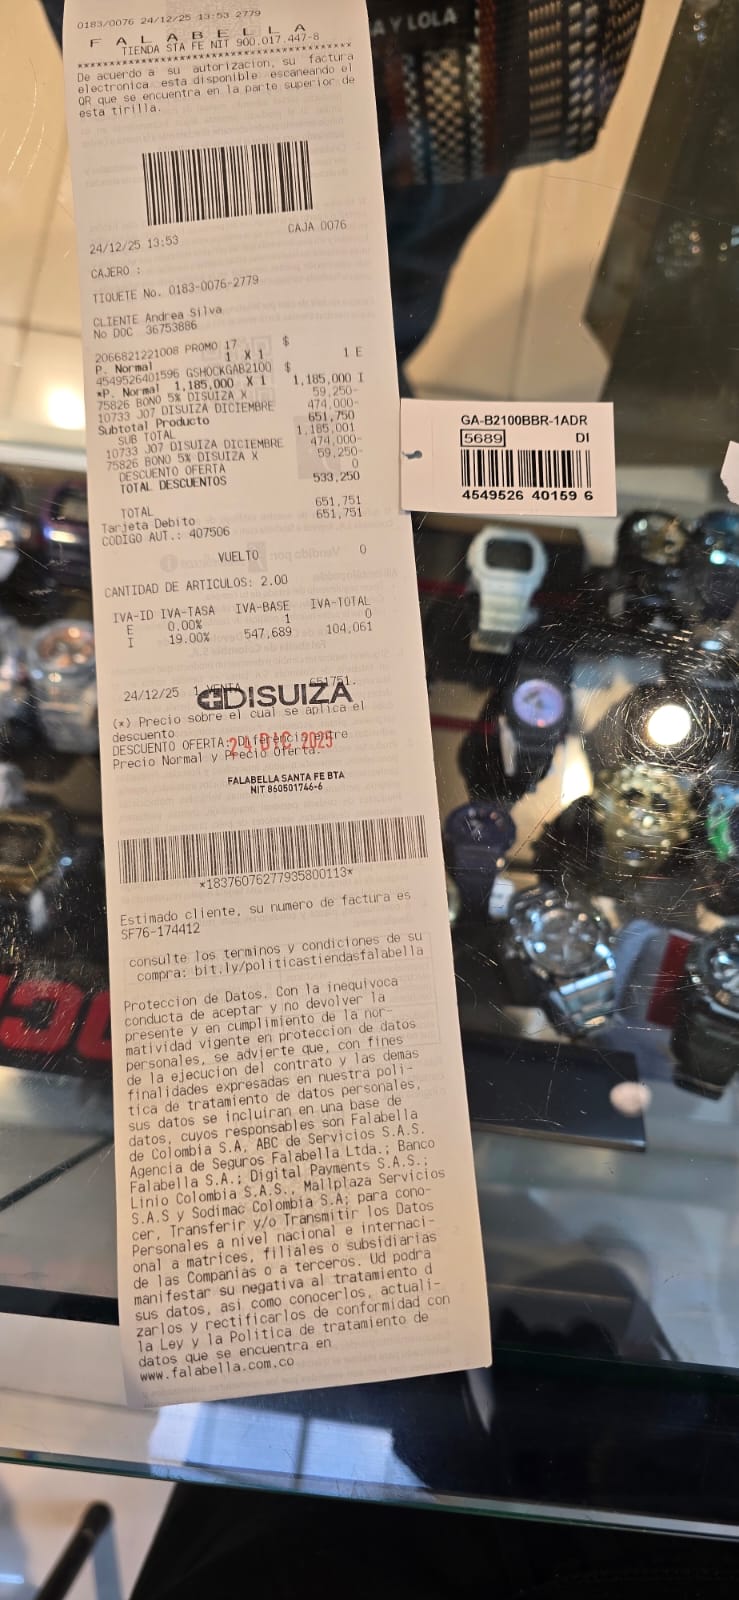 A Y LOLA
0183/0076 24/12/25 13:53 2779
F A L A B E L L A
TIENDA STA FE NIT 900.017.447-8
De acuerdo a su autorizacion, su factura
electronica esta disponible escaneando el
QR que se encuentra en la parte superior de
esta tirilla.
24/12/25 13:53 CAJA 0076
CAJERO :
TIQUETE No. 0183-0076-2779
CLIENTE Andrea Silva
No DOC 36753886
2066821221008 PROMO 17 $
P. Normal 1 X 1 1 E
4549526401596 GSHOCKGAB2100 $
*P. Normal 1,185,000 X 1 1,185,000 I
75826 BONO 5% DISUIZA X 59,250-
10733 J07 DISUIZA DICIEMBRE 474,000-
Subtotal Producto 651,750
SUB TOTAL 1,185,001
10733 J07 DISUIZA DICIEMBRE 474,000-
75826 BONO 5% DISUIZA X 59,250-
DESCUENTO OFERTA 0
TOTAL DESCUENTOS 533,250
TOTAL 651,751
Tarjeta Debito 651,751
CODIGO AUT.: 407506
VUELTO 0
CANTIDAD DE ARTICULOS: 2.00
IVA-ID IVA-TASA IVA-BASE IVA-TOTAL
E 0.00% 1 0
I 19.00% 547,689 104,061
24/12/25 1 VENTA 651751.
DISUIZA
(*) Precio sobre el cual se aplica el
descuento
DESCUENTO OFERTA: Diferencia entre
Precio Normal y Precio Oferta.
24 DIC 2025
FALABELLA SANTA FE BTA
NIT 860501746-6
*18376076277935800113*
Estimado cliente, su numero de factura es
SF76-174412
consulte los terminos y condiciones de su
compra: bit.ly/politicastiendasfalabella
Proteccion de Datos. Con la inequivoca
conducta de aceptar y no devolver la
presente y en cumplimiento de la nor-
matividad vigente en proteccion de datos
personales, se advierte que, con fines
de la ejecucion del contrato y las demas
finalidades expresadas en nuestra poli-
tica de tratamiento de datos personales,
sus datos se incluiran en una base de
datos, cuyos responsables son Falabella
de Colombia S.A. ABC de Servicios S.A.S.
Agencia de Seguros Falabella Ltda.; Banco
Falabella S.A.; Digital Payments S.A.S.;
Linio Colombia S.A.S., Mallplaza Servicios
S.A.S y Sodimac Colombia S.A; para cono-
cer, Transferir y/o Transmitir los Datos
Personales a nivel nacional e internaci-
onal a matrices, filiales o subsidiarias
de las Companias o a terceros. Ud podra
manifestar su negativa al tratamiento d
sus datos, asi como conocerlos, actuali-
zarlos y rectificarlos de conformidad con
la Ley y la Politica de tratamiento de
datos que se encuentra en
www.falabella.com.co
GA-B2100BBR-1ADR
5689 DI
4549526 40159 6